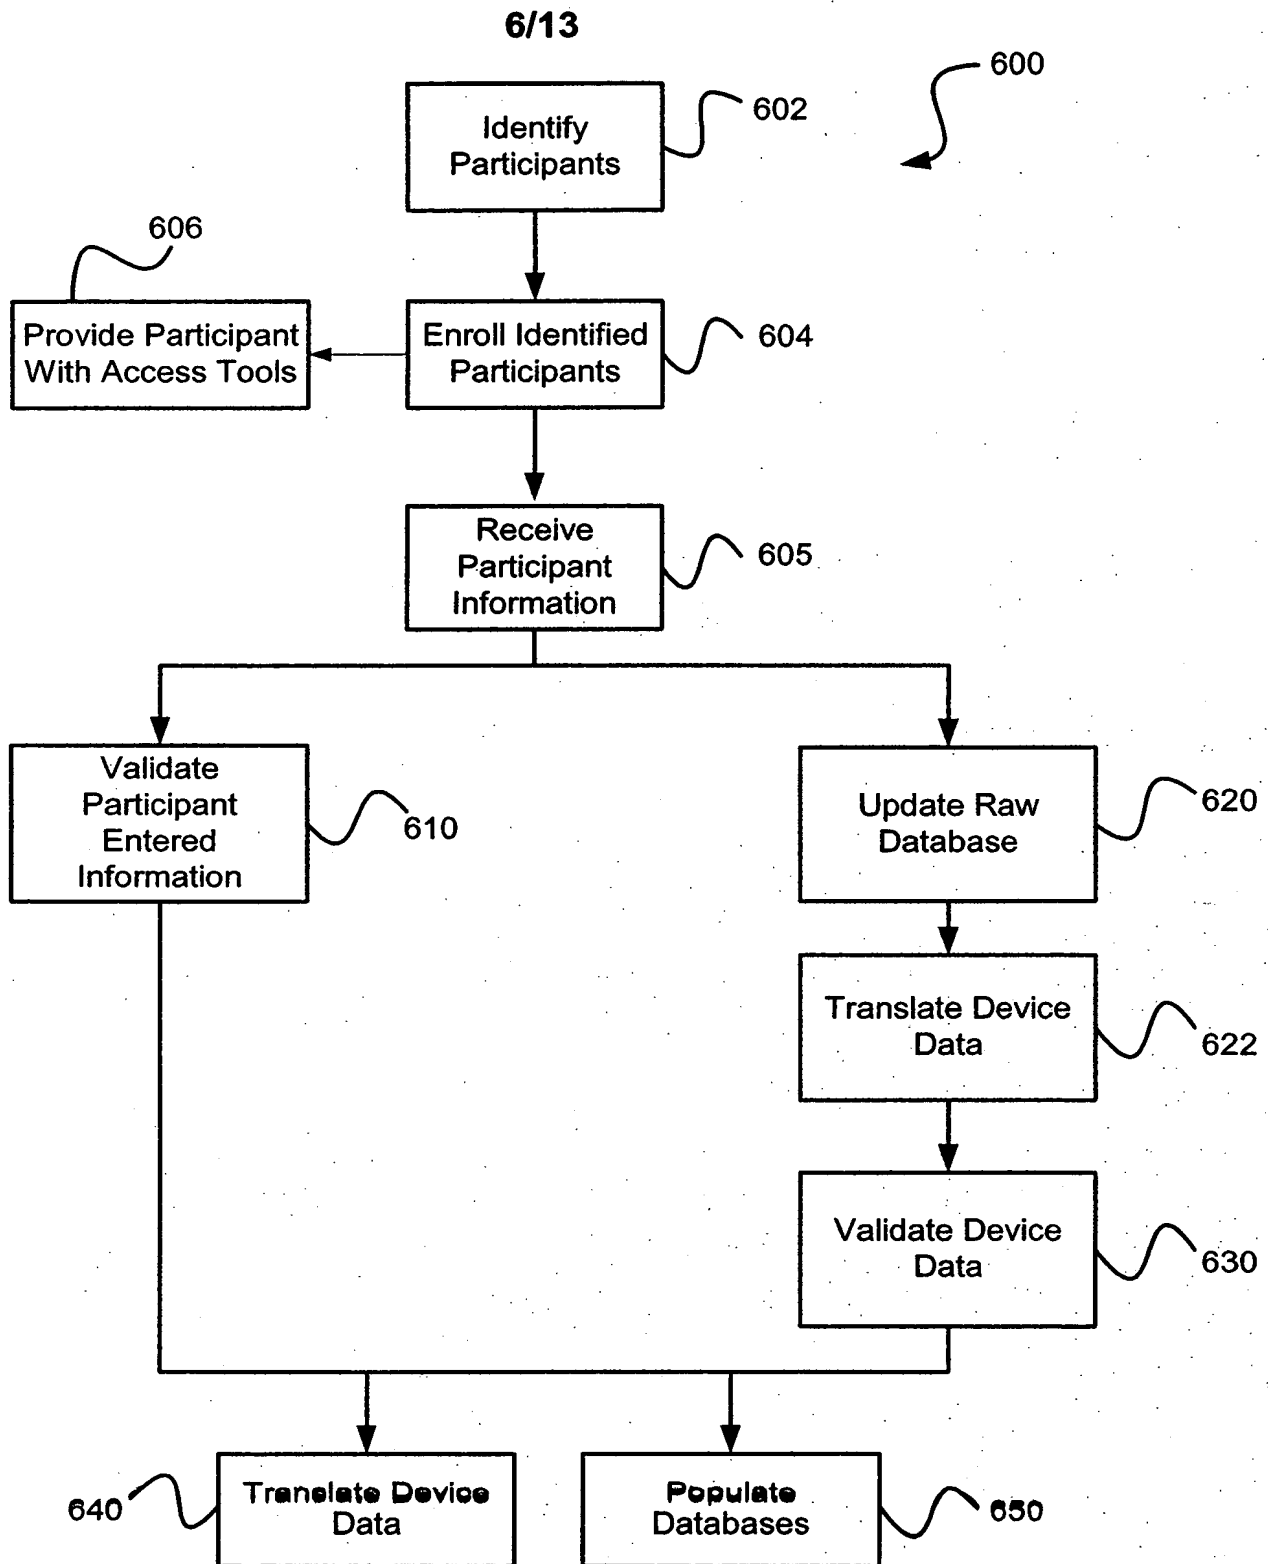 6/13
600
Identify
Participants
602
606
Provide Participant
With Access Tools
Enroll Identified
Participants
604
Receive
Participant
Information
605
Validate
Participant
Entered
Information
610
Update Raw
Database
620
Translate Device
Data
622
Validate Device
Data
630
640
Translate Device
Data
Populate
Databases
650